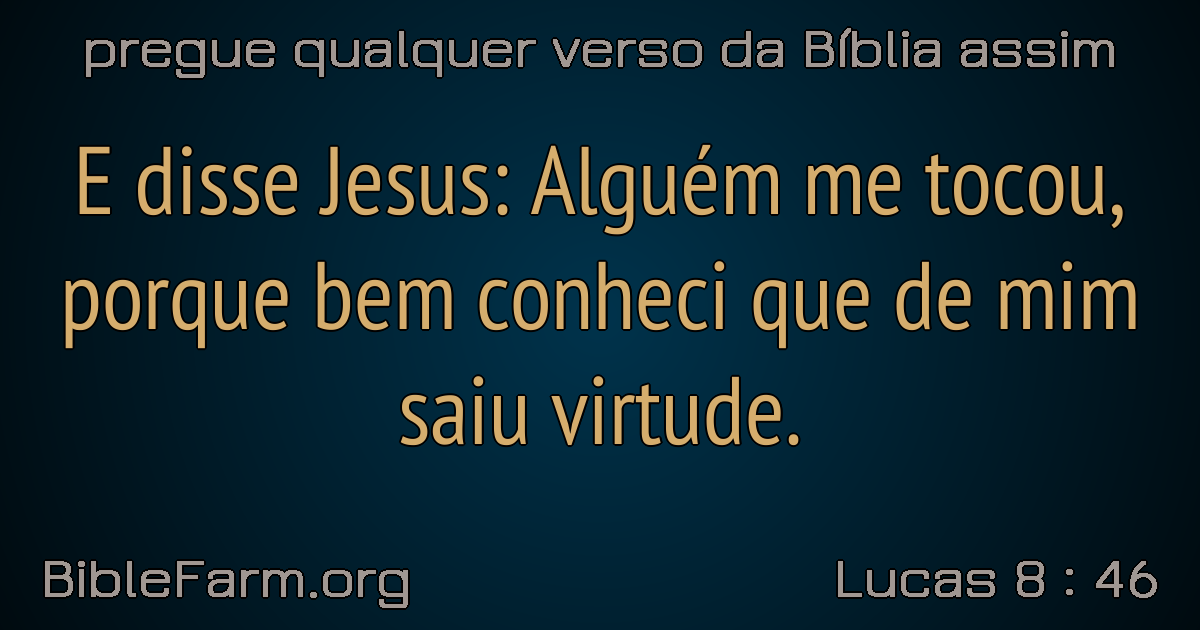 pregue qualquer verso da Bíblia assim
E disse Jesus: Alguém me tocou,
porque bem conheci que de mim
saiu virtude.
BibleFarm.org
Lucas 8 : 46